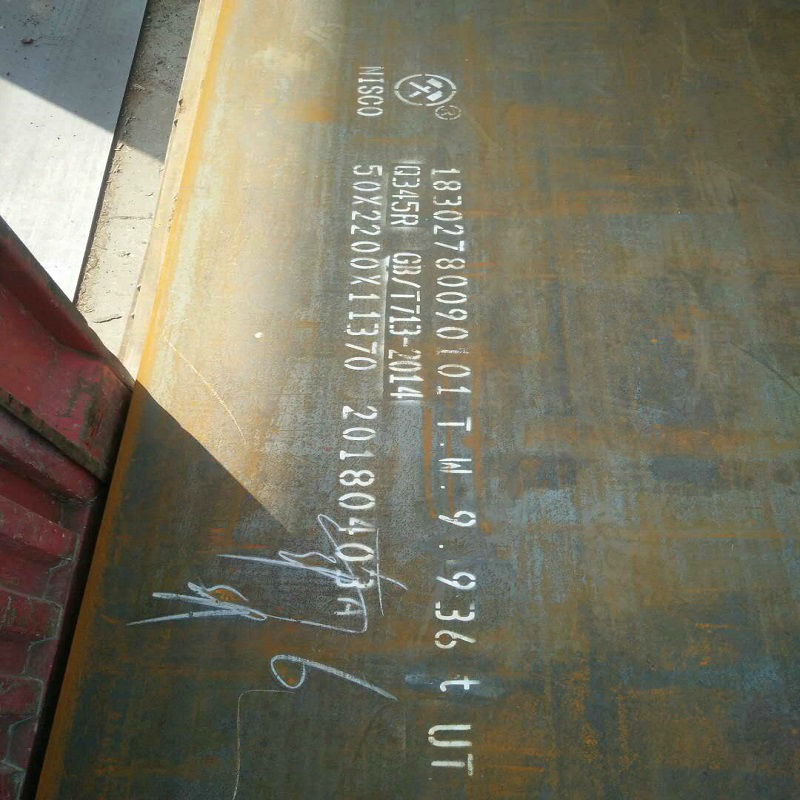 18302780090101 T.W.9.936 t UT
Q345R GB/T713-2014
NISCO 50X2200X11370 20180403A